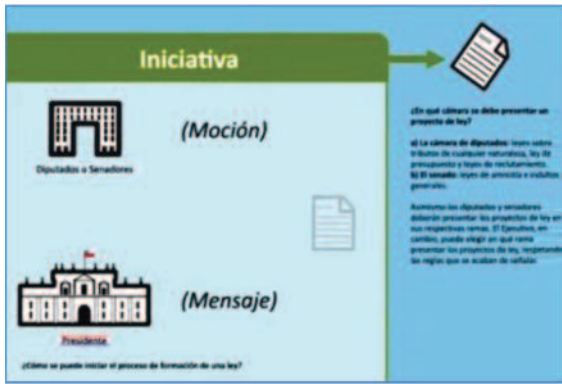 Iniciativa
(Moción)
Diputados o Senadores
(Mensaje)
Presidente
¿Cómo se puede iniciar el proceso de formación de una ley?
¿En qué cámara se debe presentar un
proyecto de ley?
a) La cámara de diputados: leyes sobre
tributos de cualquier naturaleza, ley de
presupuesto y leyes de reclutamiento.
b) El senado: leyes de amnistía e indultos
generales.
Asimismo los diputados y senadores
deberán presentar los proyectos de ley en
sus respectivas ramas. El Ejecutivo, en
cambio, puede elegir en qué rama
presentar los proyectos de ley, respetando
las reglas que se acaban de señalar.